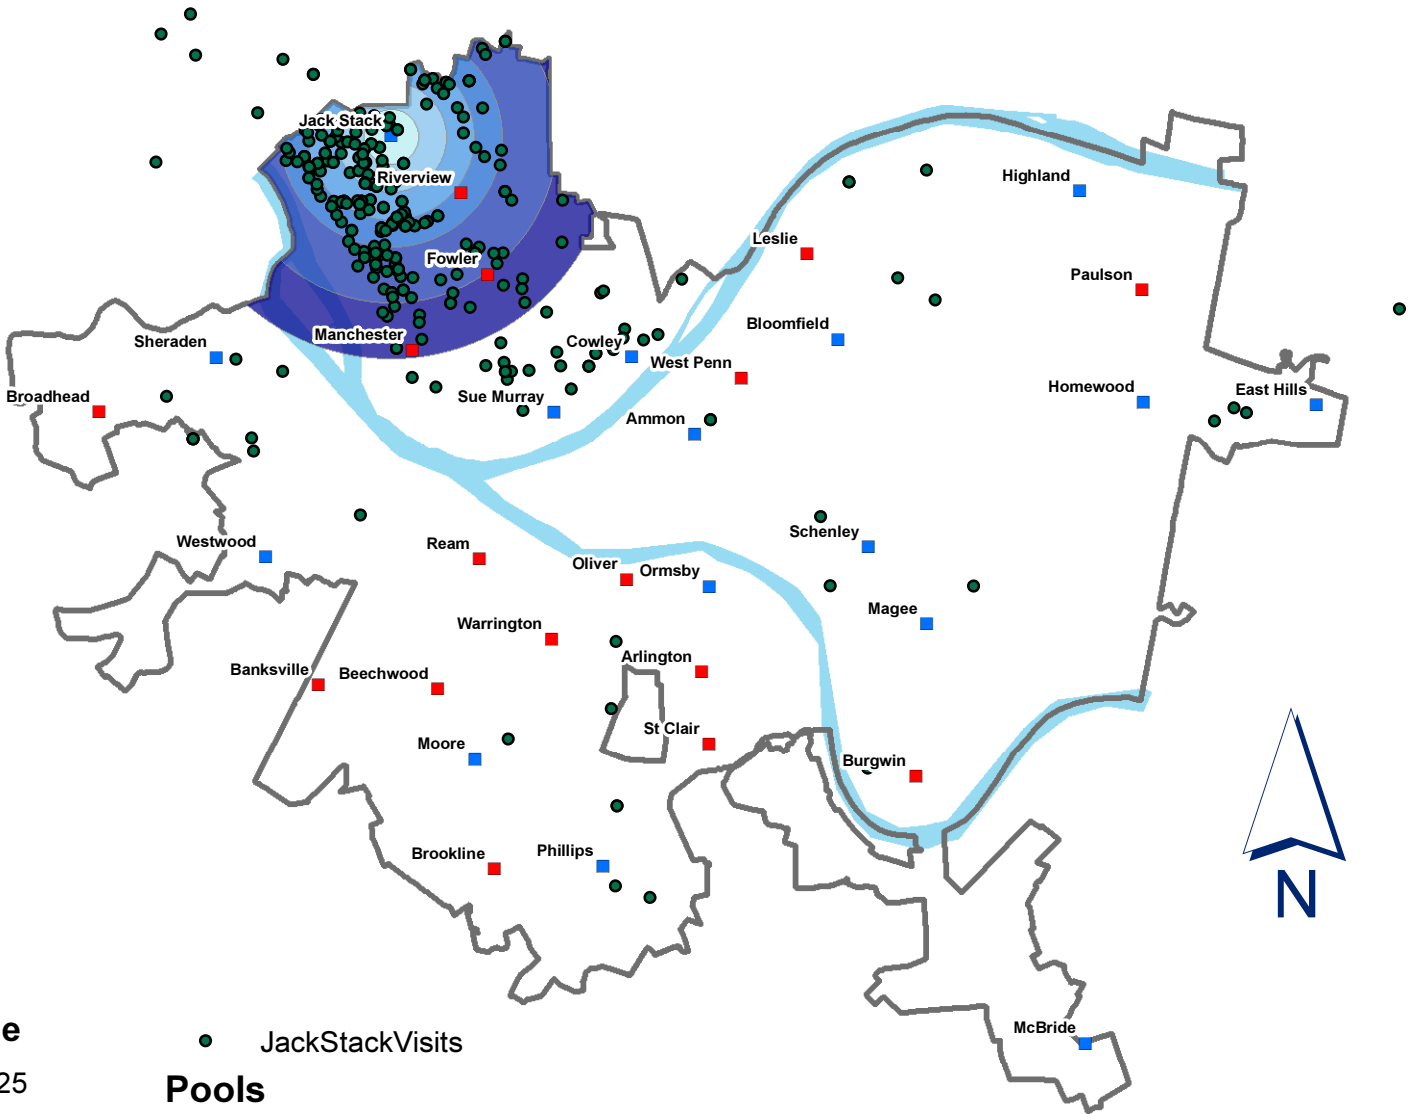 Jack Stack
Riverview
Highland
Leslie
Fowler
Paulson
Bloomfield
Manchester
Sheraden
Cowley
West Penn
Homewood
East Hills
Broadhead
Sue Murray
Ammon
Schenley
Westwood
Ream
Oliver
Ormsby
Magee
Warrington
Arlington
Banksville
Beechwood
St Clair
Moore
Burgwin
Brookline
Phillips
N
McBride
e
JackStackVisits
25
Pools